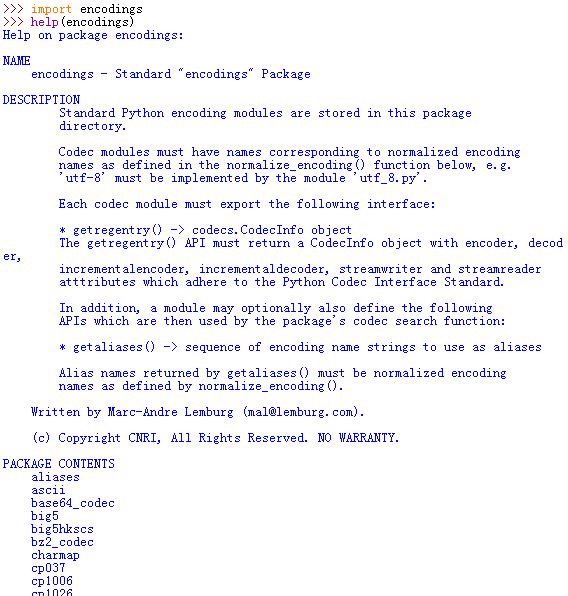 >>> import encodings
>>> help(encodings)
Help on package encodings:
NAME
encodings - Standard "encodings" Package
DESCRIPTION
Standard Python encoding modules are stored in this package
directory.
Codec modules must have names corresponding to normalized encoding
names as defined in the normalize_encoding() function below, e.g.
'utf-8' must be implemented by the module 'utf_8.py'.
Each codec module must export the following interface:
* getregentry() -> codecs.CodecInfo object
The getregentry() API must return a CodecInfo object with encoder, decod
er,
incrementalencoder, incrementaldecoder, streamwriter and streamreader
atttributes which adhere to the Python Codec Interface Standard.
In addition, a module may optionally also define the following
APIs which are then used by the package's codec search function:
* getaliases() -> sequence of encoding name strings to use as aliases
Alias names returned by getaliases() must be normalized encoding
names as defined by normalize_encoding().
Written by Marc-Andre Lemburg (mal@lemburg.com).
(c) Copyright CNRI, All Rights Reserved. NO WARRANTY.
PACKAGE CONTENTS
aliases
ascii
base64_codec
big5
big5hkscs
bz2_codec
charmap
cp037
cp1006
cp1026